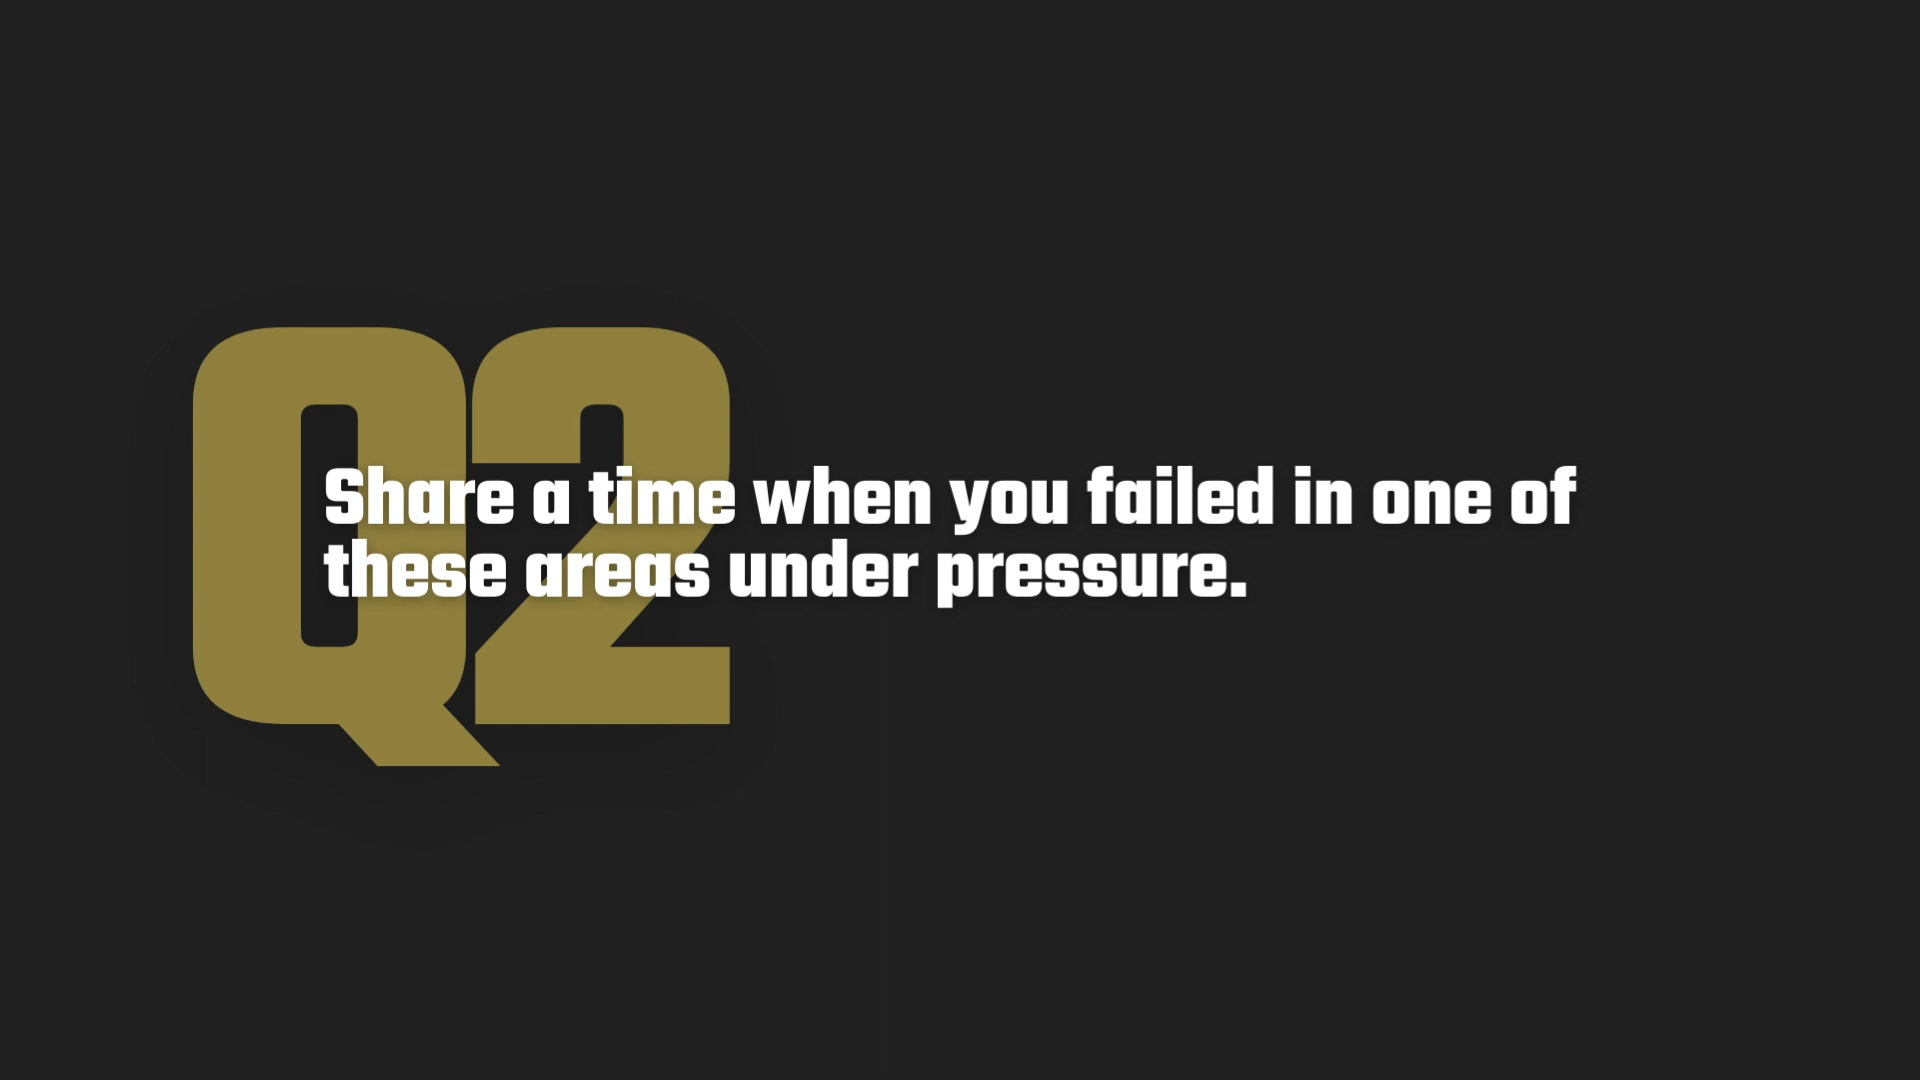 Q2
Share a time when you failed in one of
these areas under pressure.